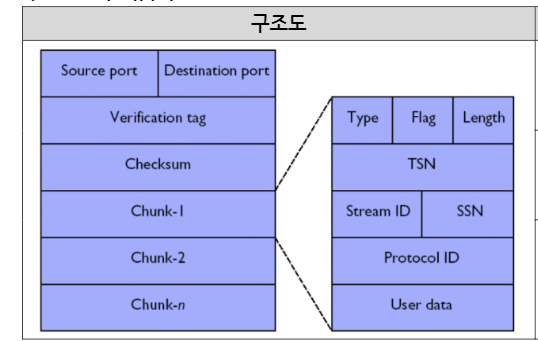 구조도
Source port Destination port
Verification tag
Checksum
Chunk-1
Chunk-2
Chunk-n
Type Flag Length
TSN
Stream ID SSN
Protocol ID
User data